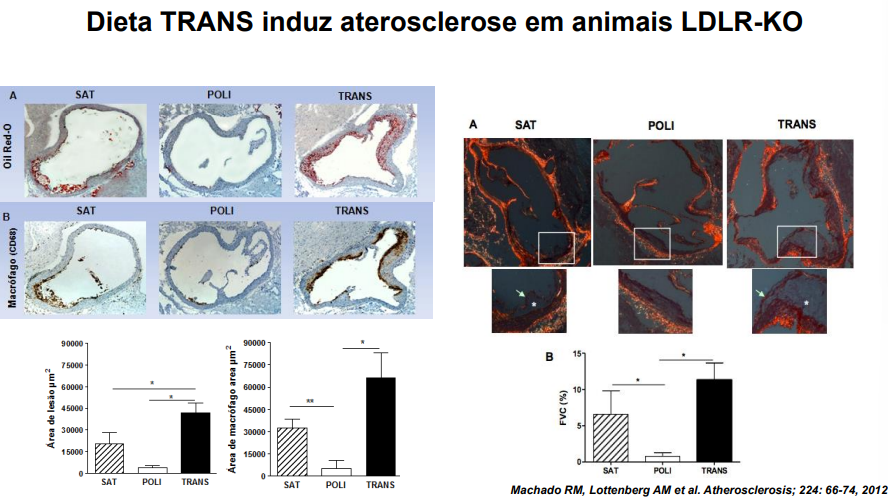 Dieta TRANS induz aterosclerose em animais LDLR-KO
A
SAT POLI TRANS
Oil Red-O
B
SAT POLI TRANS
Macrófago (CD68)
Área de lesão µm²
90000
75000
60000
45000
30000
15000
0
*
*
SAT POLI TRANS
Área de macrófago area µm²
90000
75000
60000
45000
30000
15000
0
**
*
SAT POLI TRANS
A
SAT POLI TRANS
*
*
B
FVC (%)
15
10
5
0
*
*
SAT POLI TRANS
Machado RM, Lottenberg AM et al. Atherosclerosis; 224: 66-74, 2012